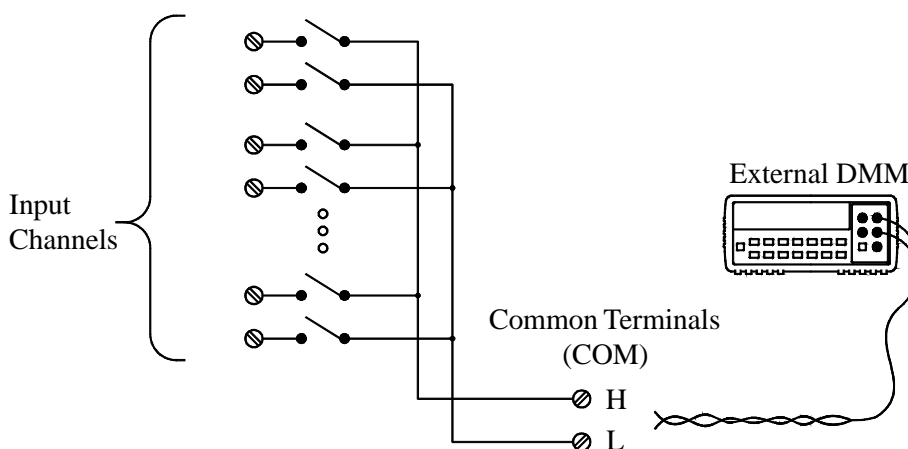 External DMM
Input
Channels
Common Terminals
(COM)
H
L